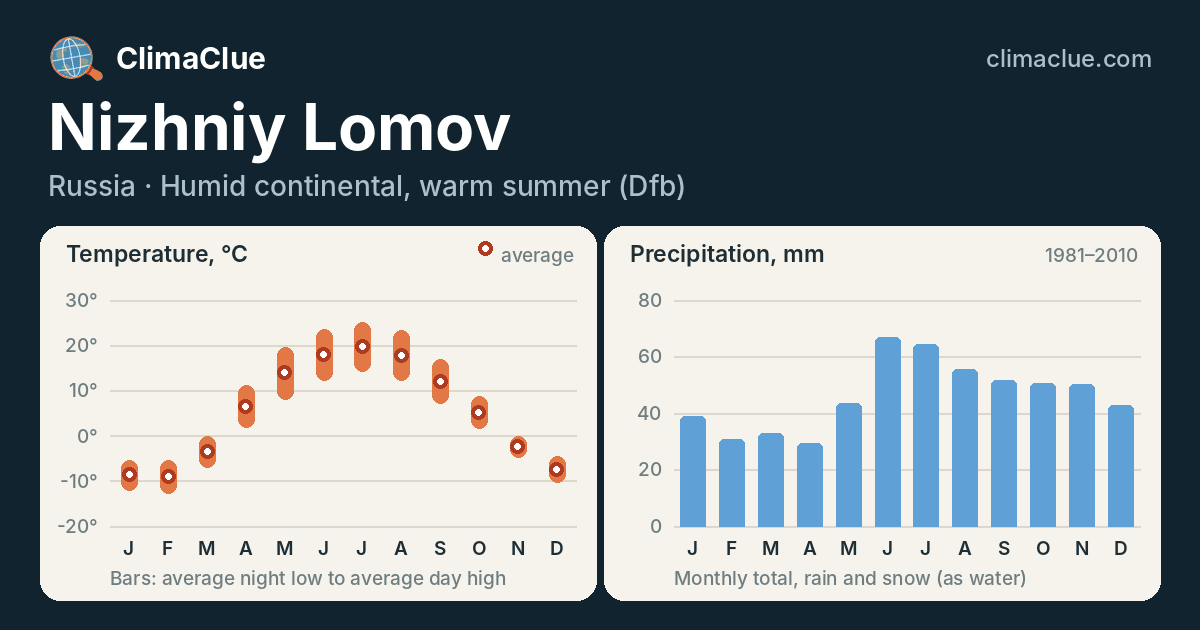 ClimaClue
climaclue.com
Nizhniy Lomov
Russia · Humid continental, warm summer (Dfb)
Temperature, °C
average
30°
20°
10°
0°
-10°
-20°
J F M A M J J A S O N D
Bars: average night low to average day high
Precipitation, mm
1981–2010
80
60
40
20
0
J F M A M J J A S O N D
Monthly total, rain and snow (as water)